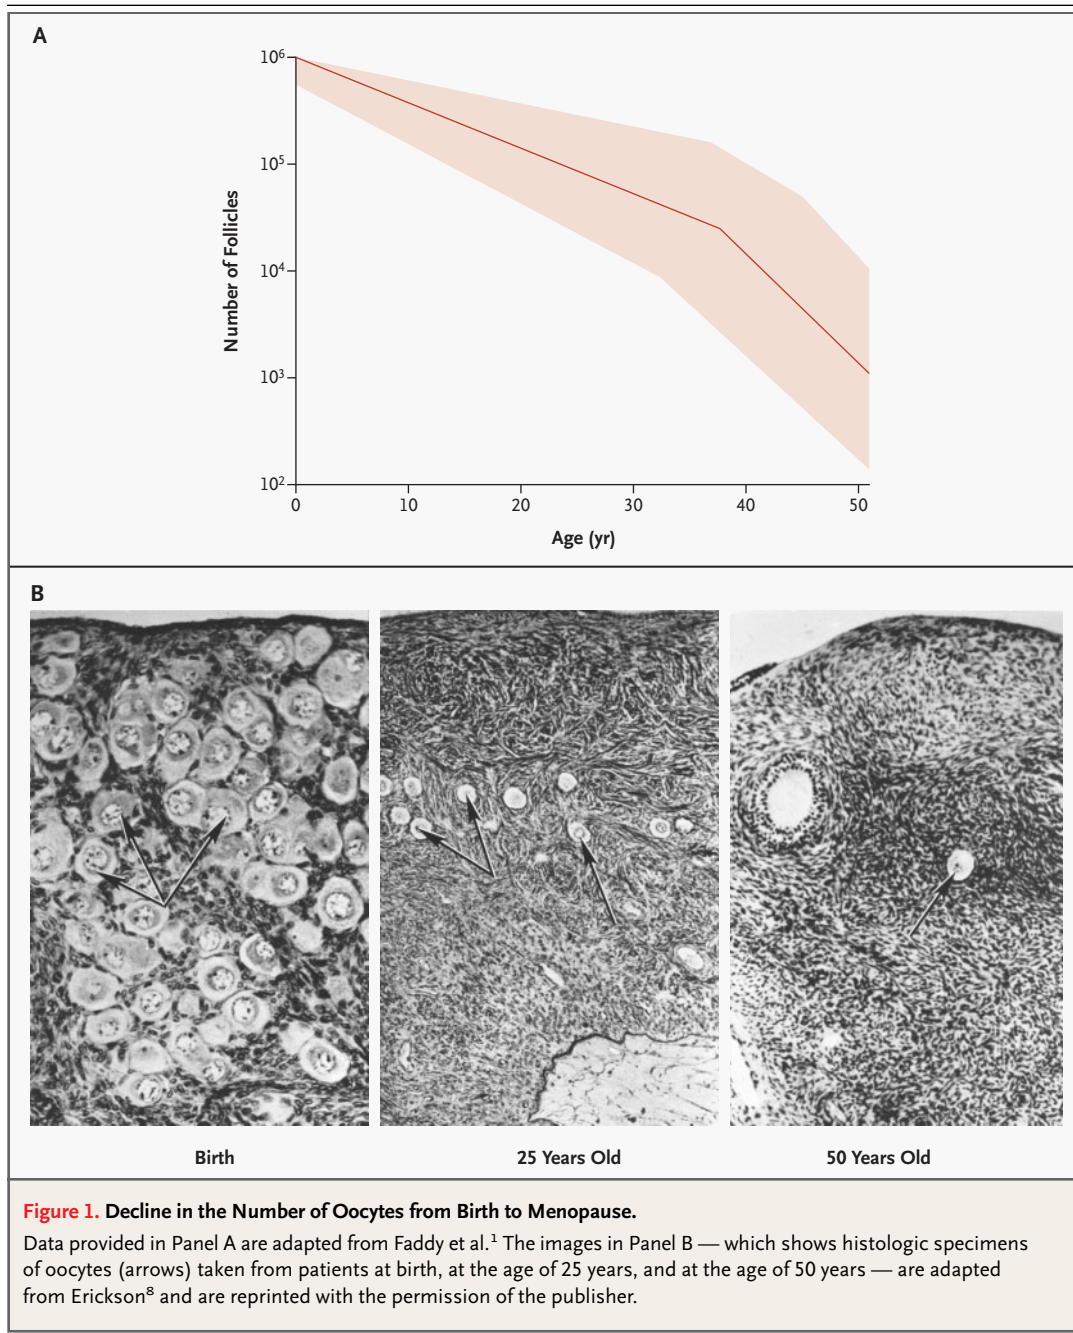 A
10⁶
10⁵
10⁴
10³
10²
Number of Follicles
0 10 20 30 40 50
Age (yr)
B
Birth 25 Years Old 50 Years Old
Figure 1. Decline in the Number of Oocytes from Birth to Menopause.
Data provided in Panel A are adapted from Faddy et al.¹ The images in Panel B — which shows histologic specimens
of oocytes (arrows) taken from patients at birth, at the age of 25 years, and at the age of 50 years — are adapted
from Erickson⁸ and are reprinted with the permission of the publisher.